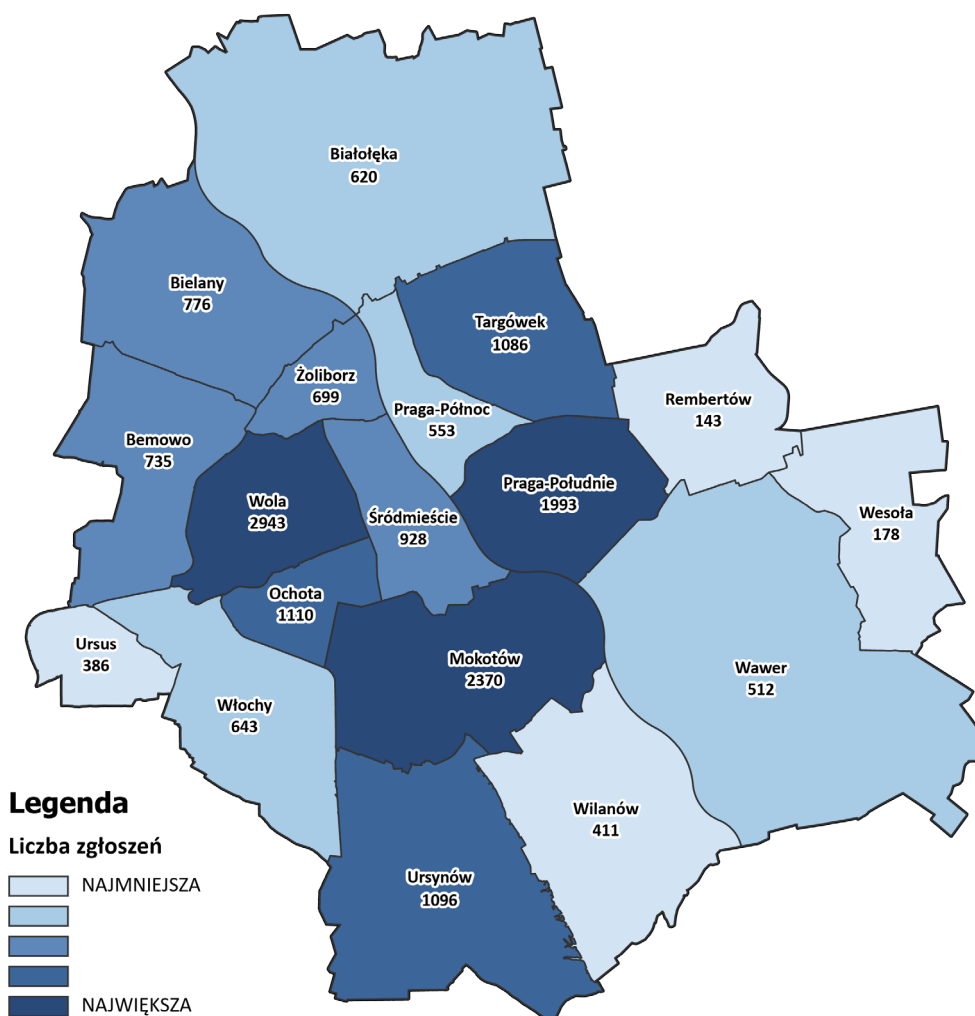 Białołęka
620
Bielany
776
Targówek
1086
Żoliborz
699
Praga-Północ
553
Rembertów
143
Bemowo
735
Wola
2943
Śródmieście
928
Praga-Południe
1993
Wesoła
178
Ochota
1110
Ursus
386
Mokotów
2370
Wawer
512
Włochy
643
Wilanów
411
Ursynów
1096
Legenda
Liczba zgłoszeń
NAJMNIEJSZA
NAJWIĘKSZA